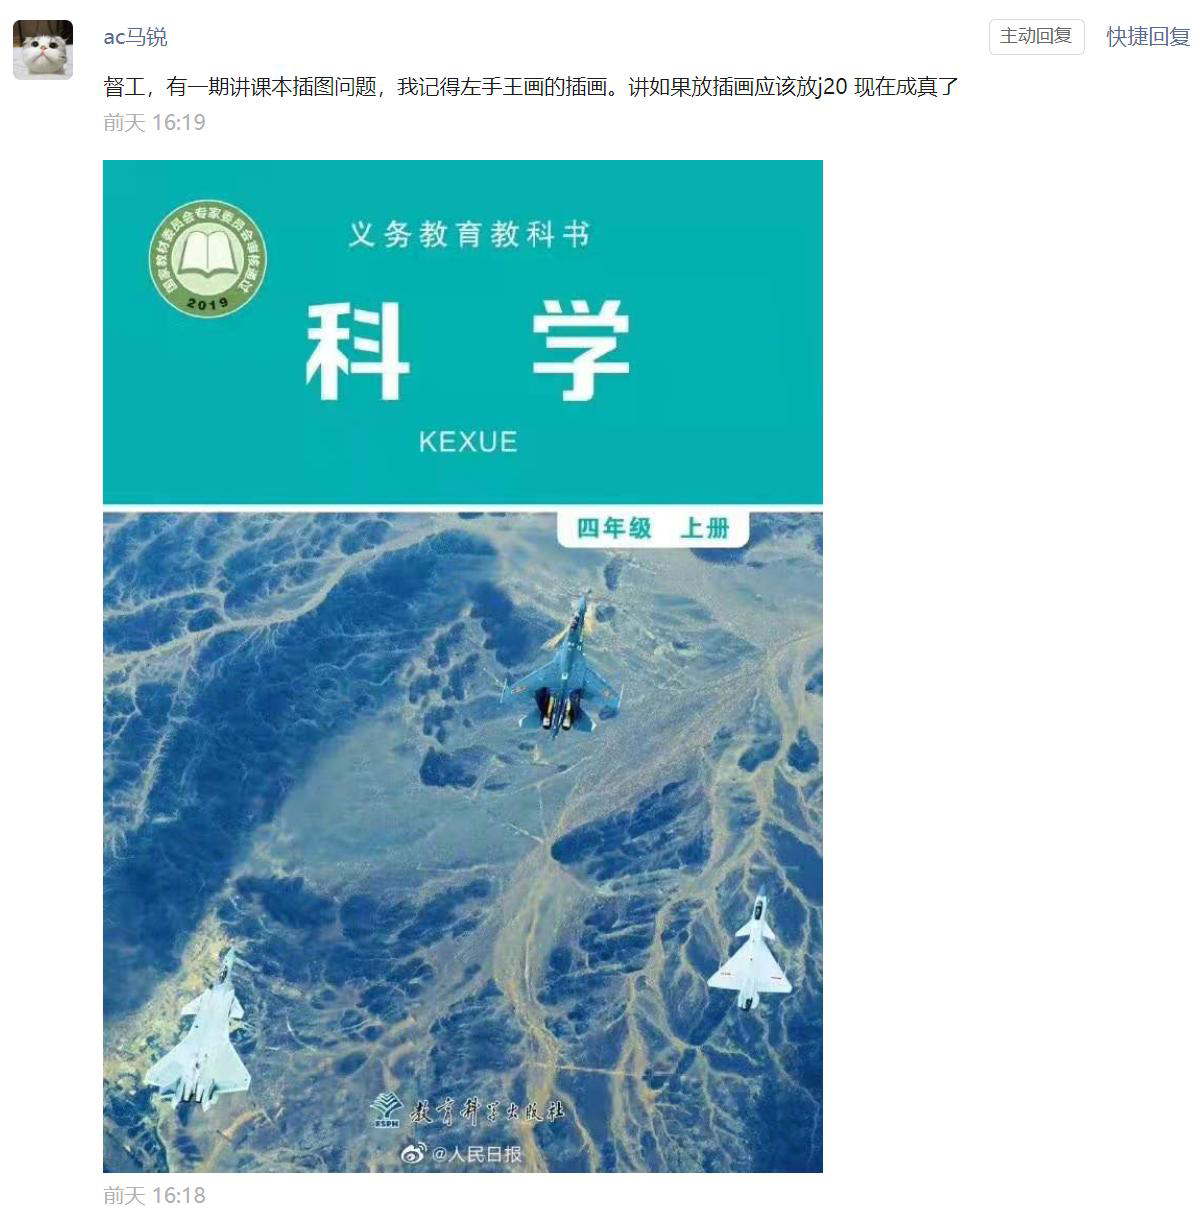 ac马锐
主动回复
快捷回复
督工，有一期讲课本插图问题，我记得左手王画的插画。讲如果放插画应该放j20 现在成真了
前天 16:19
国家教材委员会专家委员会审核通过
2019
义务教育教科书
科 学
KEXUE
四年级 上册
ESPH
教育科学出版社
@人民日报
前天 16:18